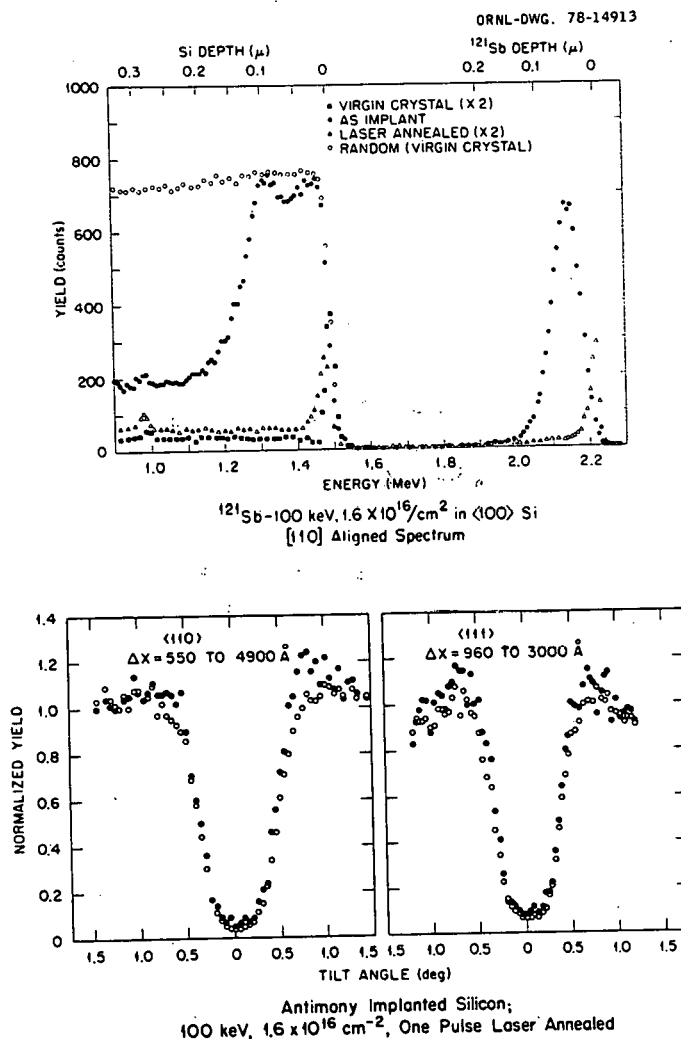 ORNL-DWG. 78-14913
Si DEPTH (μ)
¹²¹Sb DEPTH (μ)
0.3 0.2 0.1 0 0.2 0.1 0
1000
800
600
400
200
0
YIELD (counts)
• VIRGIN CRYSTAL (×2)
• AS IMPLANT
▵ LASER ANNEALED (×2)
○ RANDOM (VIRGIN CRYSTAL)
1.0 1.2 1.4 1.6 1.8 2.0 2.2
ENERGY (MeV)
¹²¹Sb-100 keV, 1.6 X 10¹⁶/cm² in ⟨100⟩ Si
[110] Aligned Spectrum
1.4
1.2
1.0
0.8
0.6
0.4
0.2
0
NORMALIZED YIELD
⟨110⟩
ΔX = 550 TO 4900 Å
⟨111⟩
ΔX = 960 TO 3000 Å
1.5 1.0 0.5 0 0.5 1.0 1.5 1.5 1.0 0.5 0 0.5 1.0 1.5
TILT ANGLE (deg)
Antimony Implanted Silicon;
100 keV, 1.6 x 10¹⁶ cm⁻², One Pulse Laser Annealed